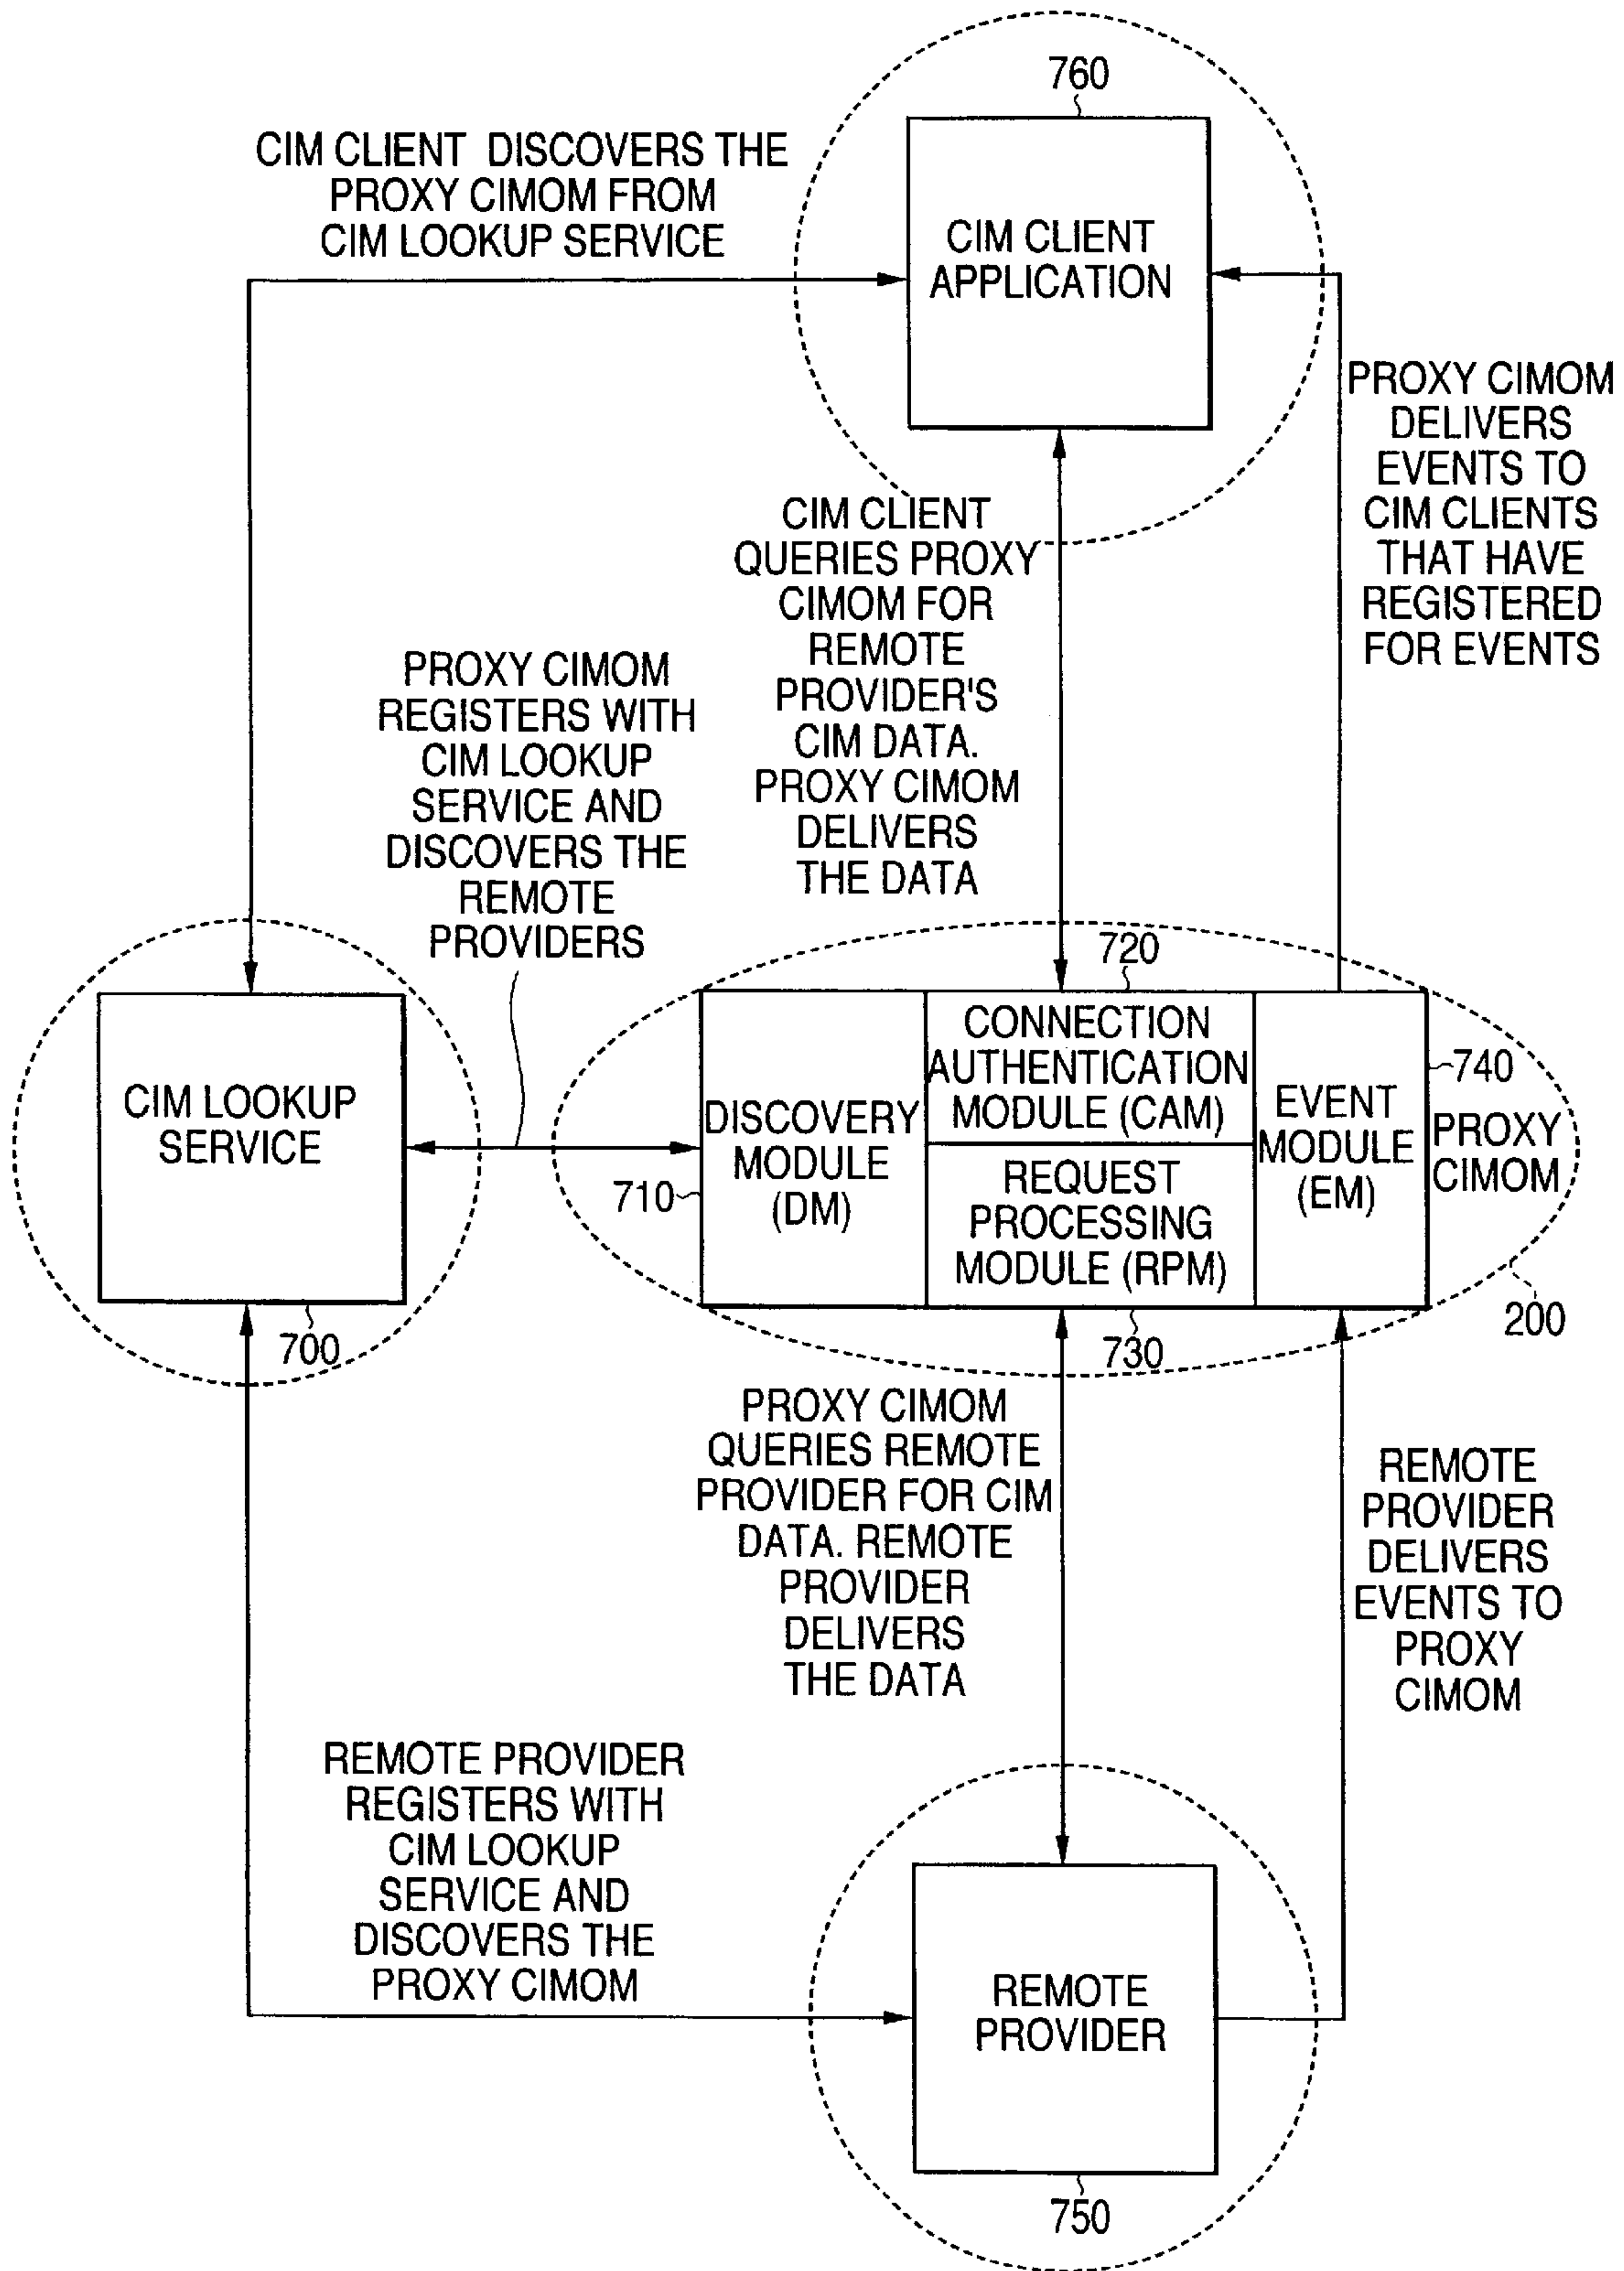 760
CIM CLIENT DISCOVERS THE
PROXY CIMOM FROM
CIM LOOKUP SERVICE
CIM CLIENT
APPLICATION
PROXY CIMOM
DELIVERS
EVENTS TO
CIM CLIENTS
THAT HAVE
REGISTERED
FOR EVENTS
CIM CLIENT
QUERIES PROXY
CIMOM FOR
REMOTE
PROVIDER'S
CIM DATA.
PROXY CIMOM
DELIVERS
THE DATA
PROXY CIMOM
REGISTERS WITH
CIM LOOKUP
SERVICE AND
DISCOVERS THE
REMOTE
PROVIDERS
CIM LOOKUP
SERVICE
700
710
DISCOVERY
MODULE
(DM)
720
CONNECTION
AUTHENTICATION
MODULE (CAM)
REQUEST
PROCESSING
MODULE (RPM)
730
EVENT
MODULE
(EM)
740
PROXY
CIMOM
200
PROXY CIMOM
QUERIES REMOTE
PROVIDER FOR CIM
DATA. REMOTE
PROVIDER
DELIVERS
THE DATA
REMOTE
PROVIDER
DELIVERS
EVENTS TO
PROXY
CIMOM
REMOTE PROVIDER
REGISTERS WITH
CIM LOOKUP
SERVICE AND
DISCOVERS THE
PROXY CIMOM
REMOTE
PROVIDER
750